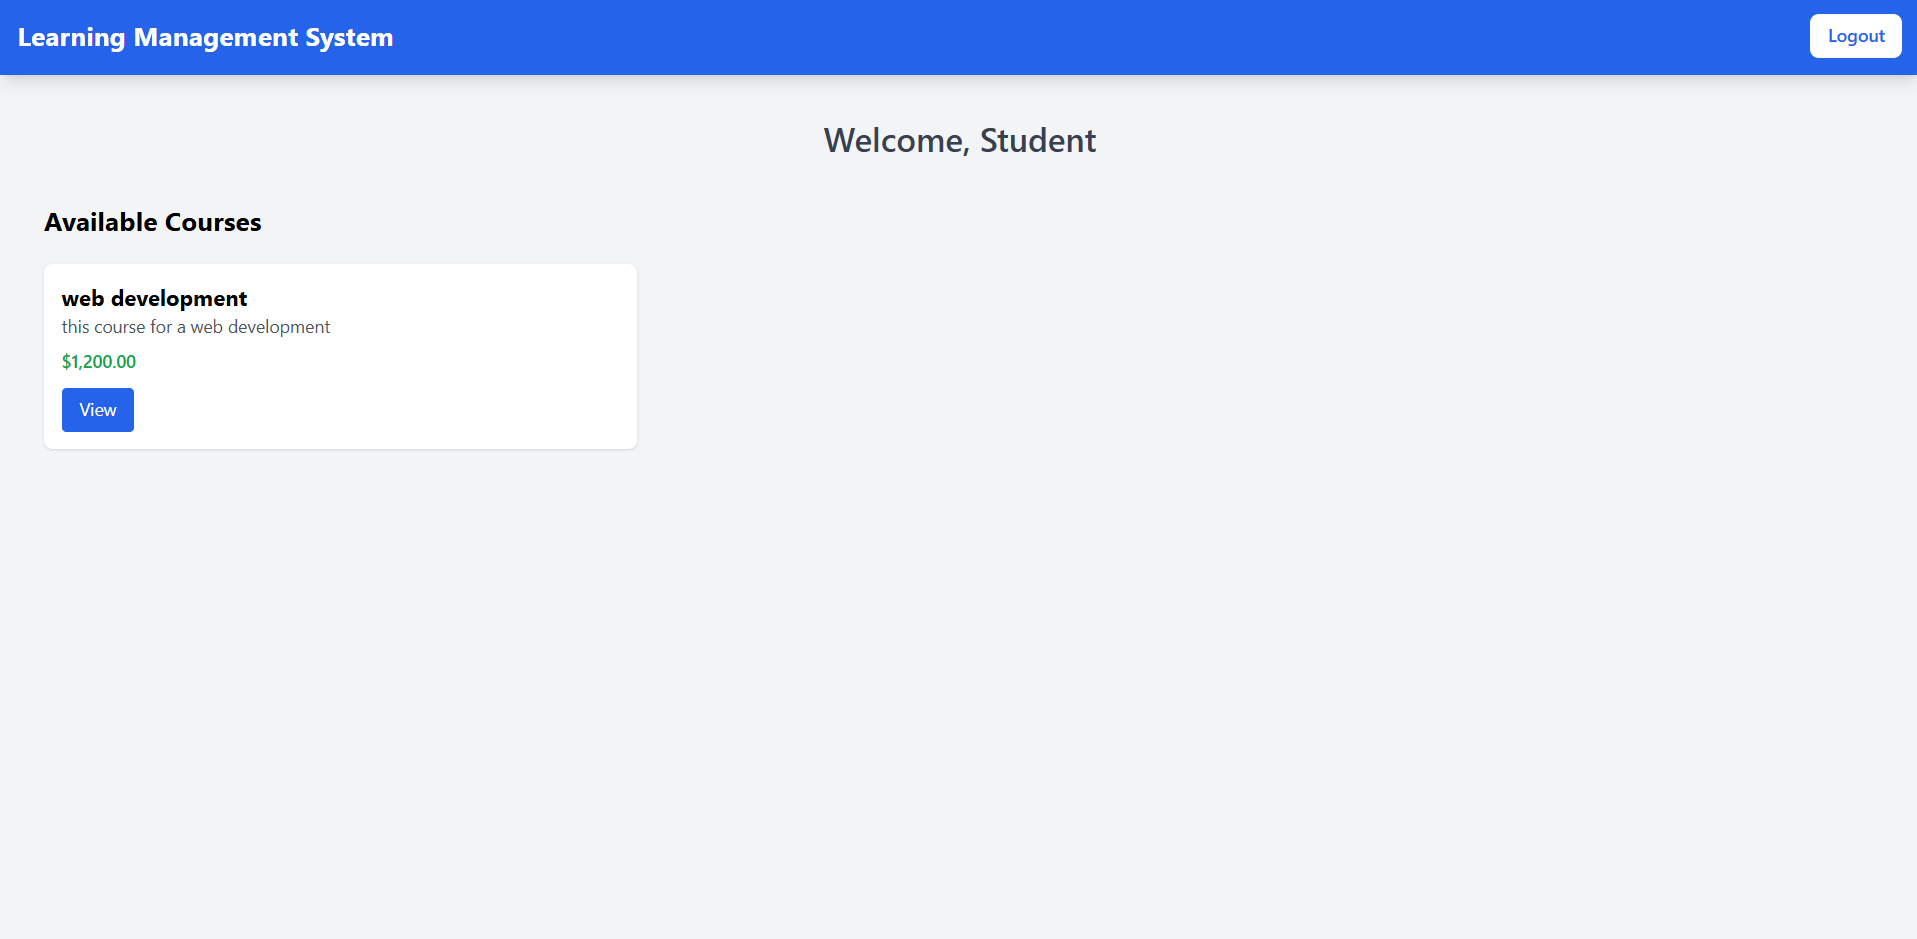 Learning Management System
Logout
Welcome, Student
Available Courses
web development
this course for a web development
$1,200.00
View